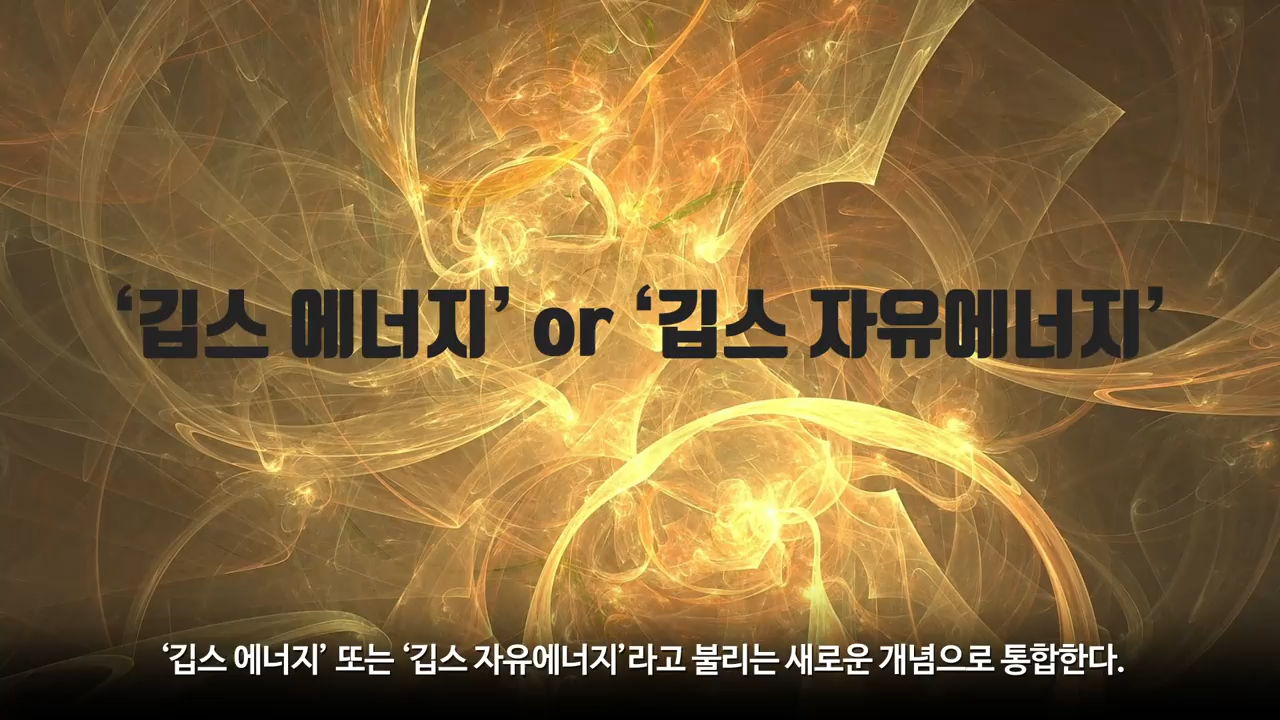 ‘깁스 에너지’ or ‘깁스 자유에너지’
‘깁스 에너지’ 또는 ‘깁스 자유에너지’라고 불리는 새로운 개념으로 통합한다.